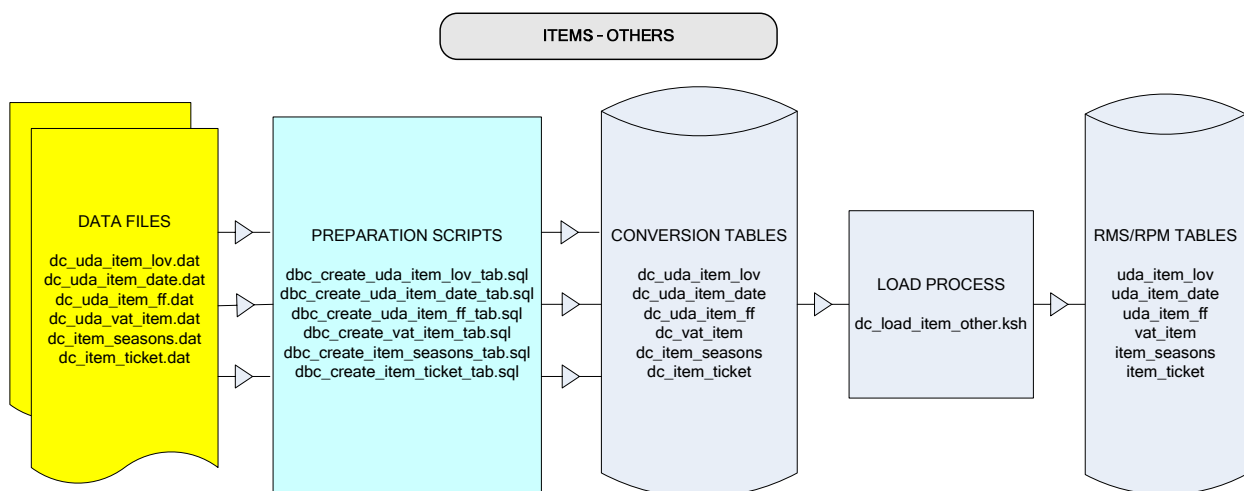 ITEMS - OTHERS
DATA FILES
dc_uda_item_lov.dat
dc_uda_item_date.dat
dc_uda_item_ff.dat
dc_uda_vat_item.dat
dc_item_seasons.dat
dc_item_ticket.dat
PREPARATION SCRIPTS
dbc_create_uda_item_lov_tab.sql
dbc_create_uda_item_date_tab.sql
dbc_create_uda_item_ff_tab.sql
dbc_create_vat_item_tab.sql
dbc_create_item_seasons_tab.sql
dbc_create_item_ticket_tab.sql
CONVERSION TABLES
dc_uda_item_lov
dc_uda_item_date
dc_uda_item_ff
dc_vat_item
dc_item_seasons
dc_item_ticket
LOAD PROCESS
dc_load_item_other.ksh
RMS/RPM TABLES
uda_item_lov
uda_item_date
uda_item_ff
vat_item
item_seasons
item_ticket